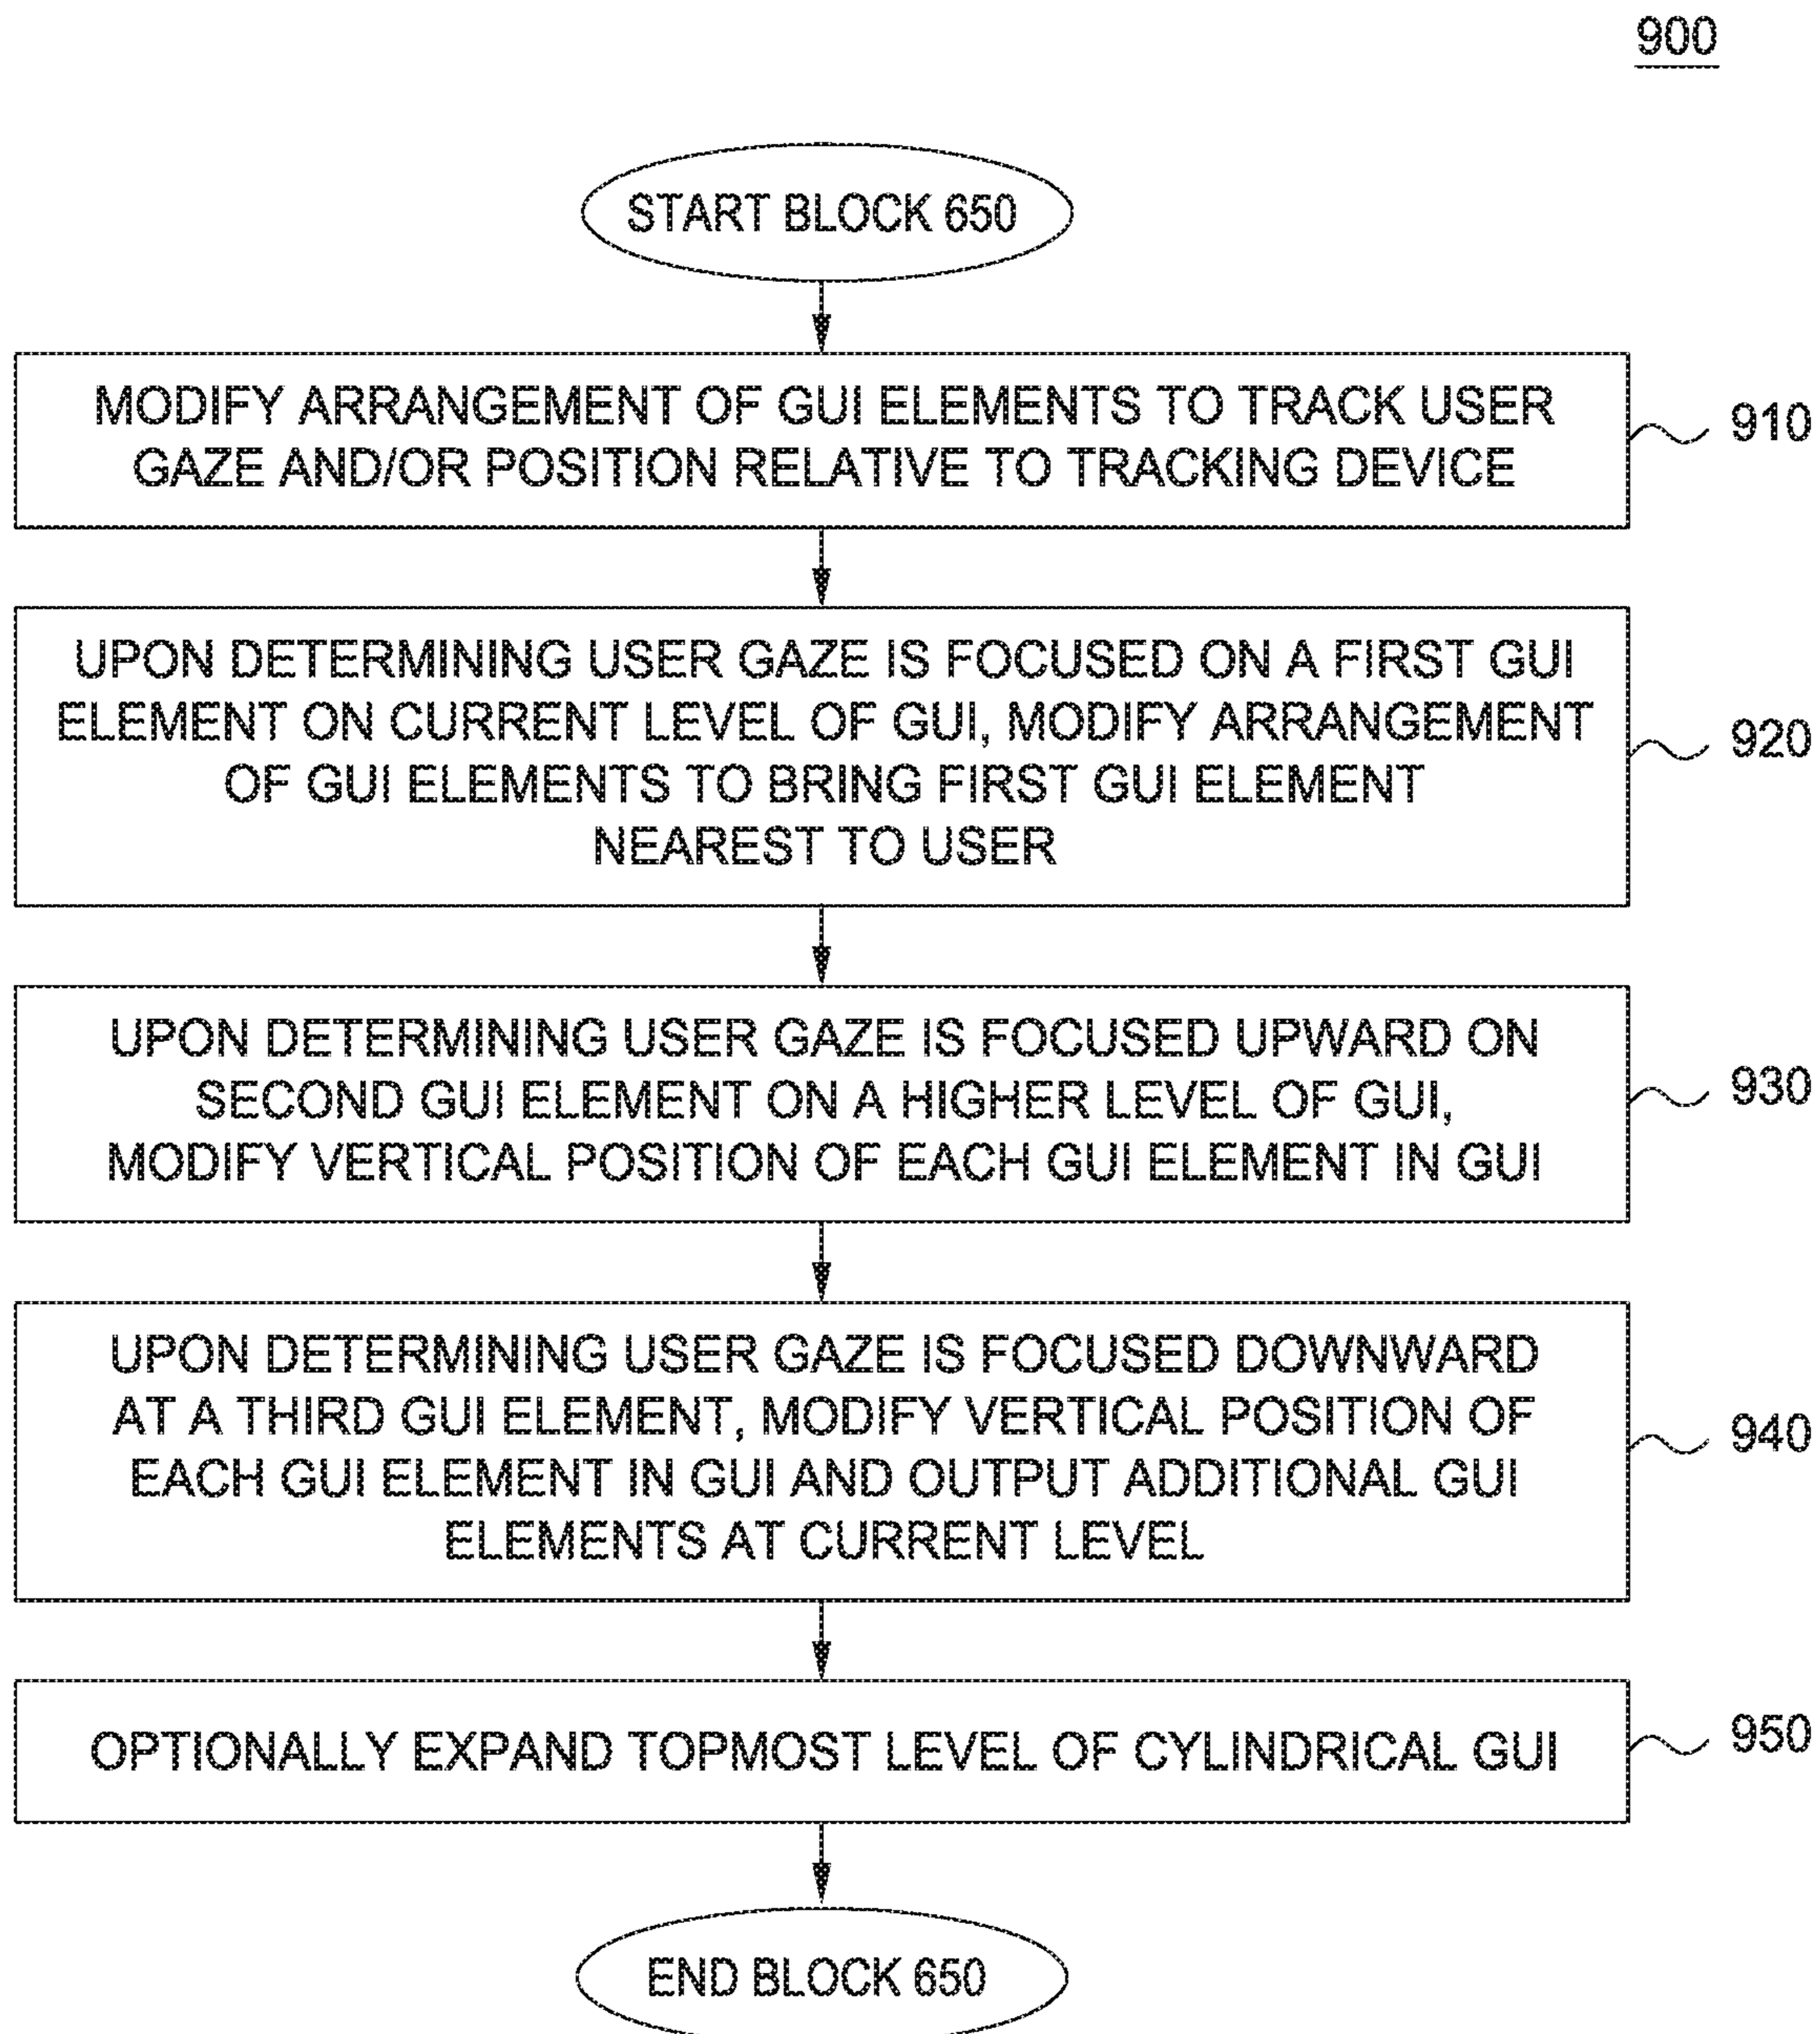 900
START BLOCK 650
MODIFY ARRANGEMENT OF GUI ELEMENTS TO TRACK USER
GAZE AND/OR POSITION RELATIVE TO TRACKING DEVICE
910
UPON DETERMINING USER GAZE IS FOCUSED ON A FIRST GUI
ELEMENT ON CURRENT LEVEL OF GUI, MODIFY ARRANGEMENT
OF GUI ELEMENTS TO BRING FIRST GUI ELEMENT
NEAREST TO USER
920
UPON DETERMINING USER GAZE IS FOCUSED UPWARD ON
SECOND GUI ELEMENT ON A HIGHER LEVEL OF GUI,
MODIFY VERTICAL POSITION OF EACH GUI ELEMENT IN GUI
930
UPON DETERMINING USER GAZE IS FOCUSED DOWNWARD
AT A THIRD GUI ELEMENT, MODIFY VERTICAL POSITION OF
EACH GUI ELEMENT IN GUI AND OUTPUT ADDITIONAL GUI
ELEMENTS AT CURRENT LEVEL
940
OPTIONALLY EXPAND TOPMOST LEVEL OF CYLINDRICAL GUI
950
END BLOCK 650